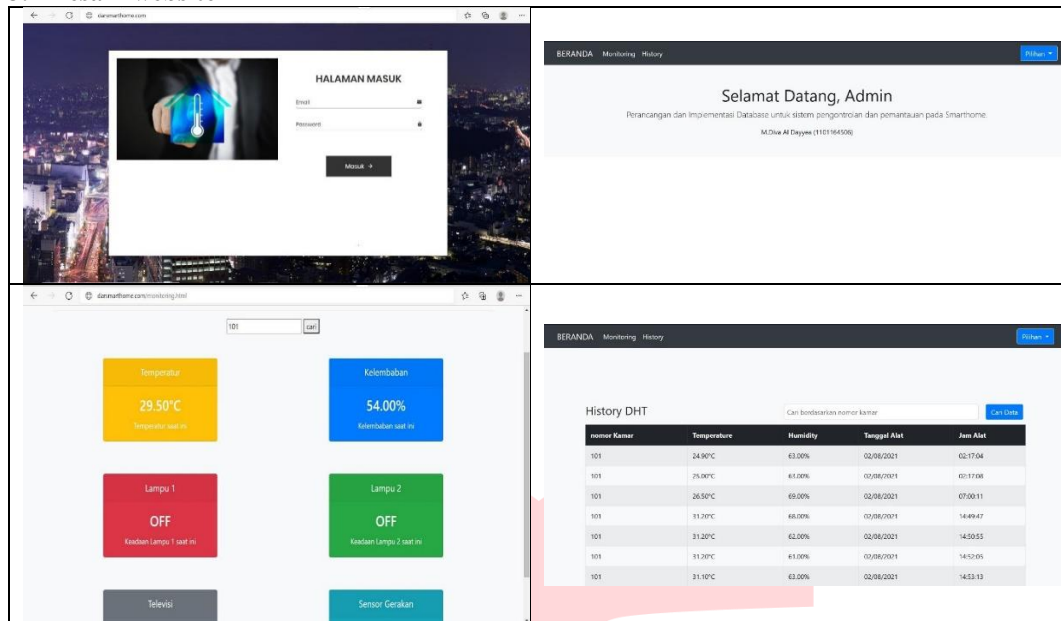 dansmarthome.com
HALAMAN MASUK
Email
Password
Masuk →
BERANDA Monitoring History
Pilihan
Selamat Datang, Admin
Perancangan dan Implementasi Database untuk sistem pengontrolan dan pemantauan pada Smarthome
M.Diva Al Dayyes (1101164506)
dansmarthome.com/monitoring.html
101 cari
Temperatur
29.50°C
Temperatur saat ini
Kelembaban
54.00%
Kelembaban saat ini
Lampu 1
OFF
Keadaan Lampu 1 saat ini
Lampu 2
OFF
Keadaan Lampu 2 saat ini
Televisi
Sensor Gerakan
BERANDA Monitoring History
Pilihan
History DHT
Cari berdasarkan nomor kamar
Cari Data
nomor Kamar Temperature Humidity Tanggal Alat Jam Alat
101 24.90°C 63.00% 02/08/2021 02:17:04
101 25.00°C 63.00% 02/08/2021 02:17:08
101 26.50°C 69.00% 02/08/2021 07:00:11
101 31.20°C 68.00% 02/08/2021 14:49:47
101 31.20°C 62.00% 02/08/2021 14:50:55
101 31.20°C 61.00% 02/08/2021 14:52:05
101 31.10°C 63.00% 02/08/2021 14:53:13